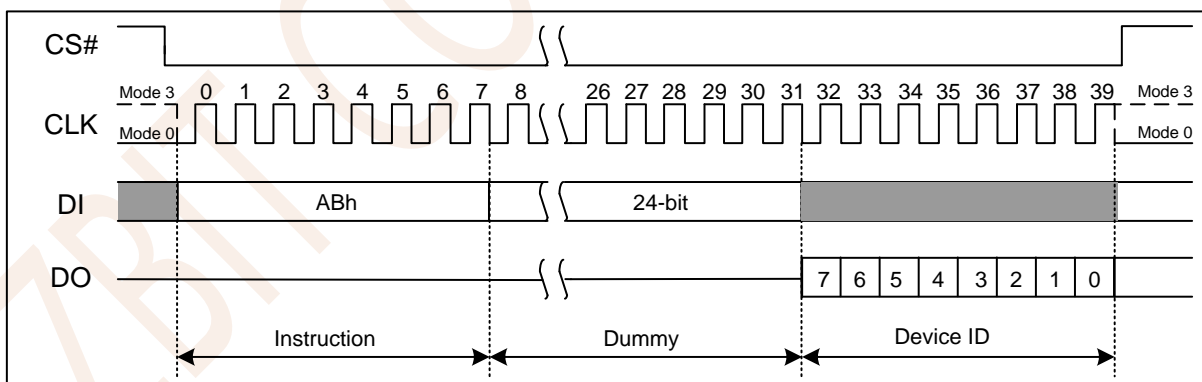 CS#
Mode 3 0 1 2 3 4 5 6 7 8 26 27 28 29 30 31 32 33 34 35 36 37 38 39 Mode 3
CLK
Mode 0 Mode 0
DI ABh 24-bit
DO 7 6 5 4 3 2 1 0
Instruction Dummy Device ID